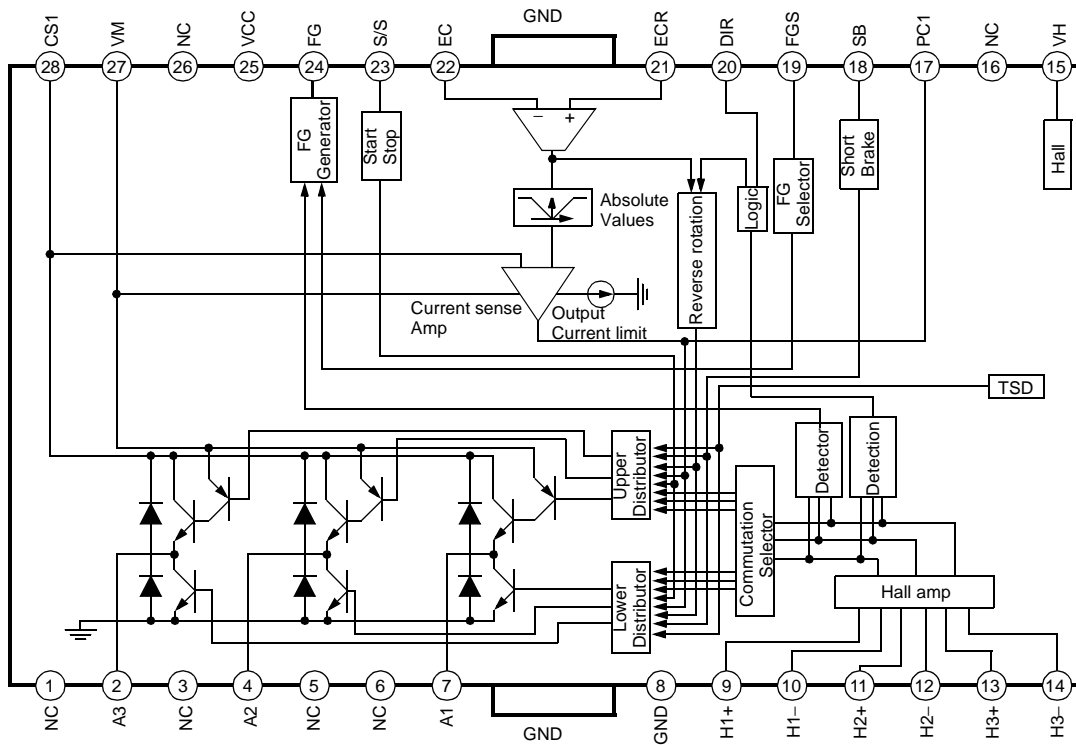 GND
CS1
VM
NC
VCC
FG
S/S
EC
ECR
DIR
FGS
SB
PC1
NC
VH
28
27
26
25
24
23
22
21
20
19
18
17
16
15
FG
Generator
Start
Stop
−
+
Absolute
Values
Reverse rotation
Logic
FG
Selector
Short
Brake
Hall
Current sense
Amp
Output
Current limit
TSD
Upper
Distributor
Detector
Detection
Commutation
Selector
Lower
Distributor
Hall amp
1
2
3
4
5
6
7
8
9
10
11
12
13
14
NC
A3
NC
A2
NC
NC
A1
GND
GND
H1+
H1−
H2+
H2−
H3+
H3−